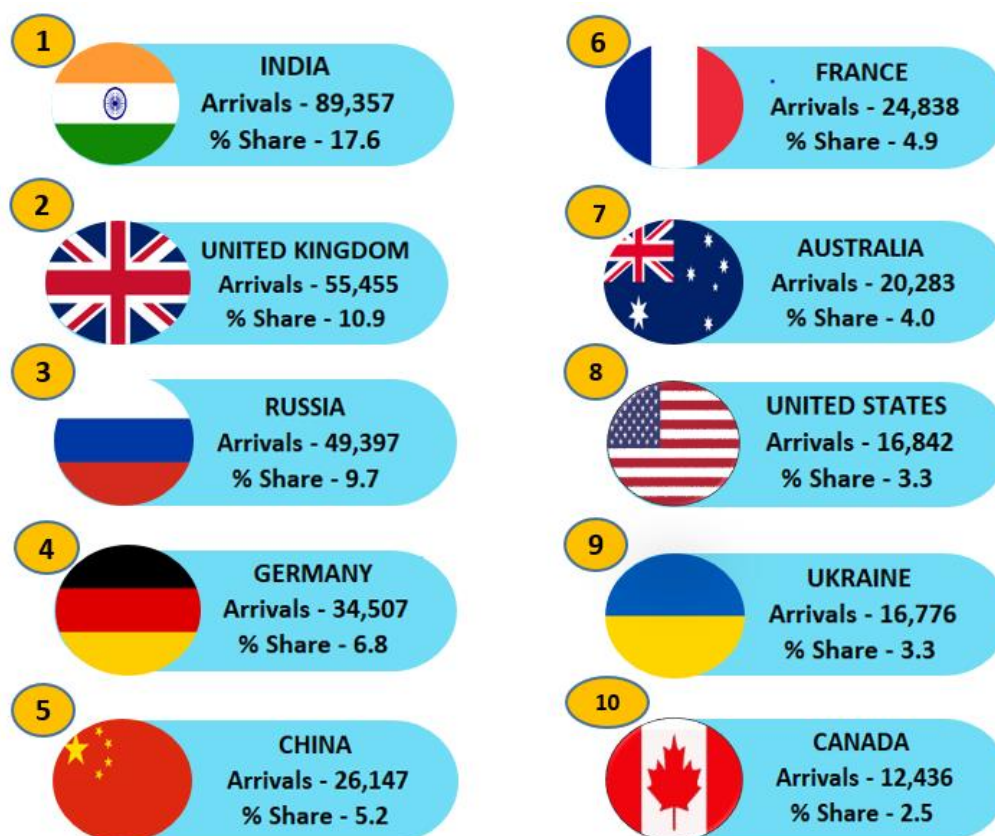 1
INDIA
Arrivals - 89,357
% Share - 17.6
2
UNITED KINGDOM
Arrivals - 55,455
% Share - 10.9
3
RUSSIA
Arrivals - 49,397
% Share - 9.7
4
GERMANY
Arrivals - 34,507
% Share - 6.8
5
CHINA
Arrivals - 26,147
% Share - 5.2
6
FRANCE
Arrivals - 24,838
% Share - 4.9
7
AUSTRALIA
Arrivals - 20,283
% Share - 4.0
8
UNITED STATES
Arrivals - 16,842
% Share - 3.3
9
UKRAINE
Arrivals - 16,776
% Share - 3.3
10
CANADA
Arrivals - 12,436
% Share - 2.5